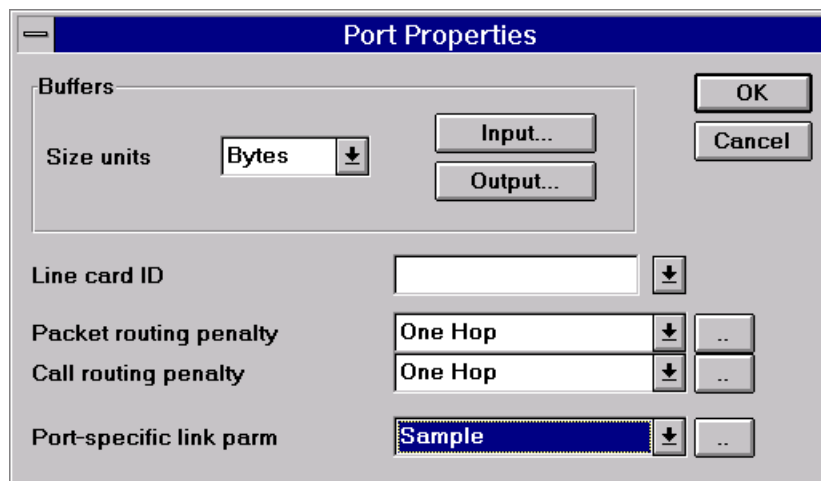 Port Properties
Buffers
Size units Bytes Input...
Output...
OK
Cancel
Line card ID
Packet routing penalty One Hop ..
Call routing penalty One Hop ..
Port-specific link parm Sample ..